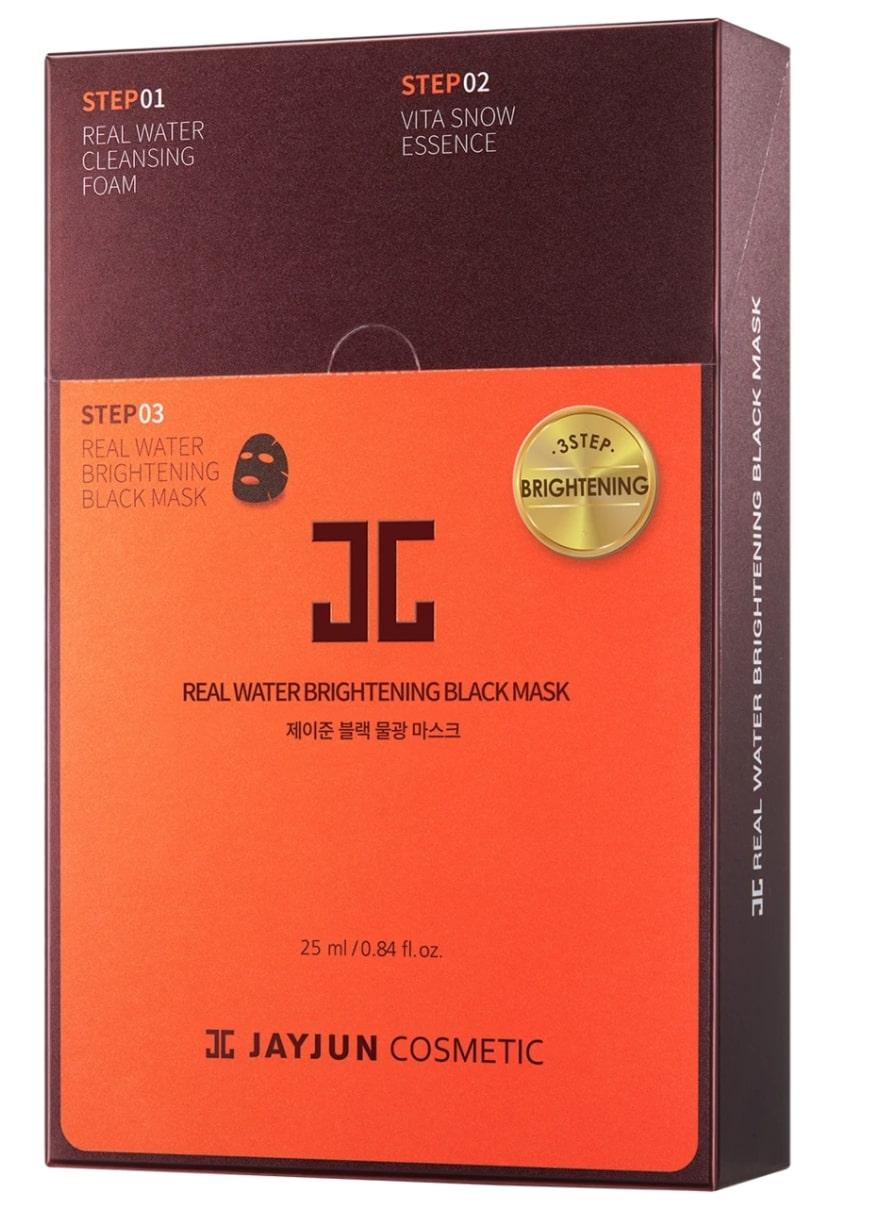 STEP01
REAL WATER
CLEANSING
FOAM
STEP02
VITA SNOW
ESSENCE
STEP03
REAL WATER
BRIGHTENING
BLACK MASK
·3STEP·
BRIGHTENING
REAL WATER BRIGHTENING BLACK MASK
제이준 블랙 물광 마스크
25 ml / 0.84 fl.oz.
JAYJUN COSMETIC
REAL WATER BRIGHTENING BLACK MASK